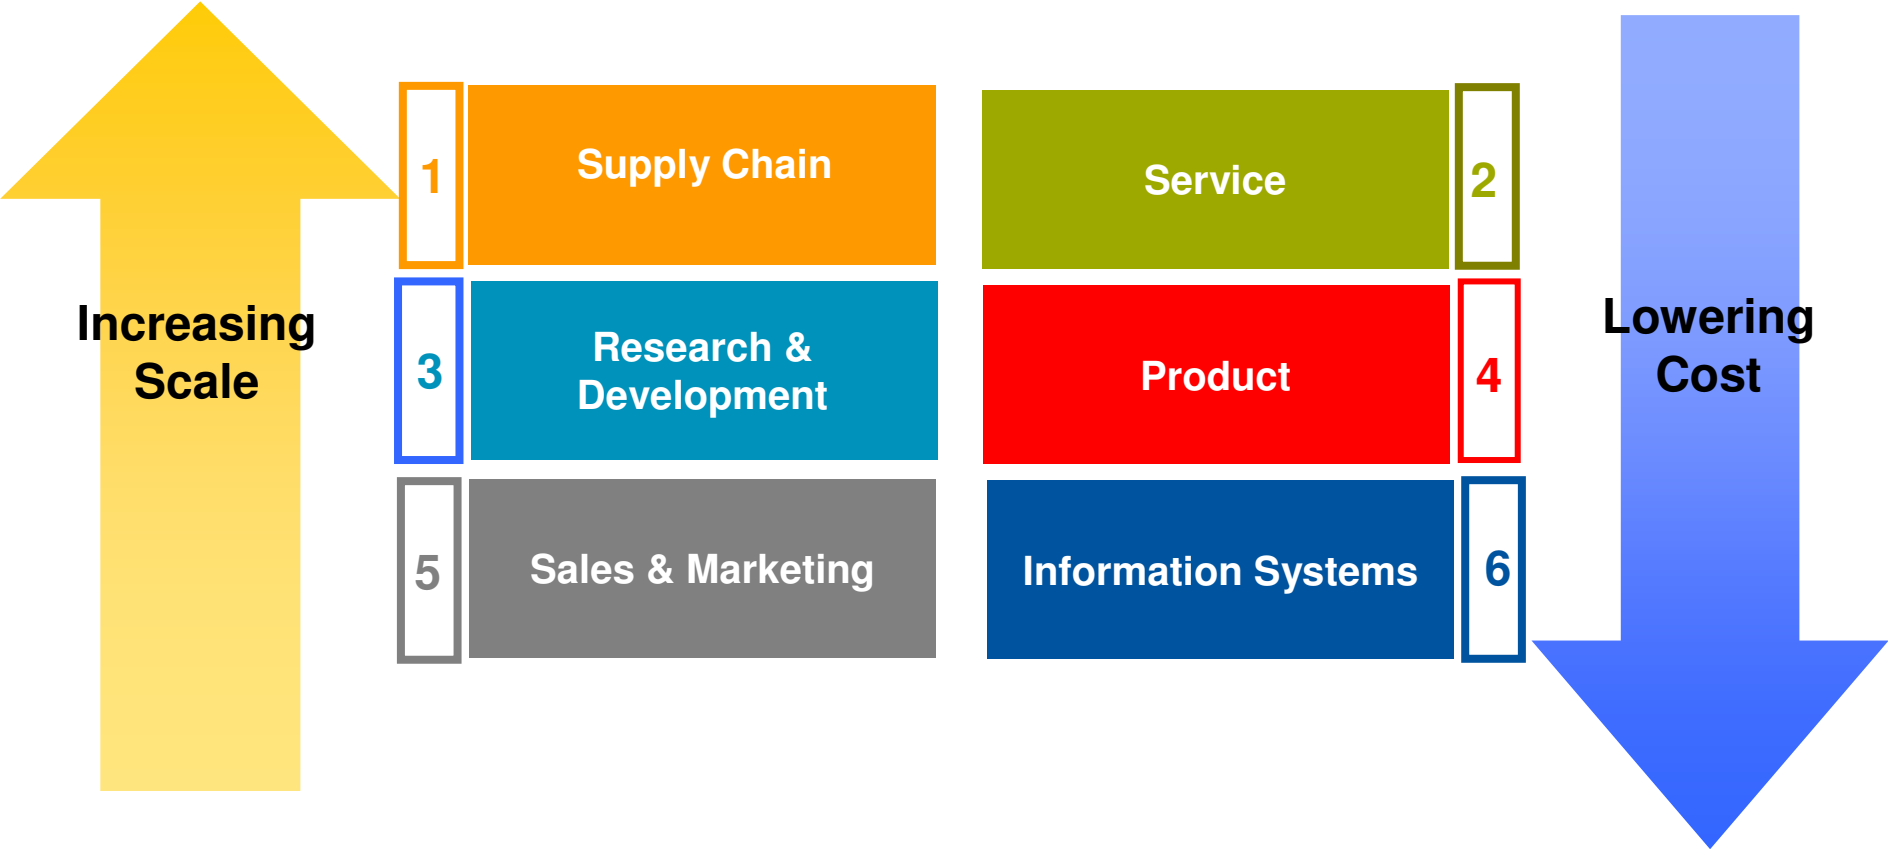 1
Supply Chain
Service
2
Increasing
Scale
3
Research &
Development
Product
4
Lowering
Cost
5
Sales & Marketing
Information Systems
6